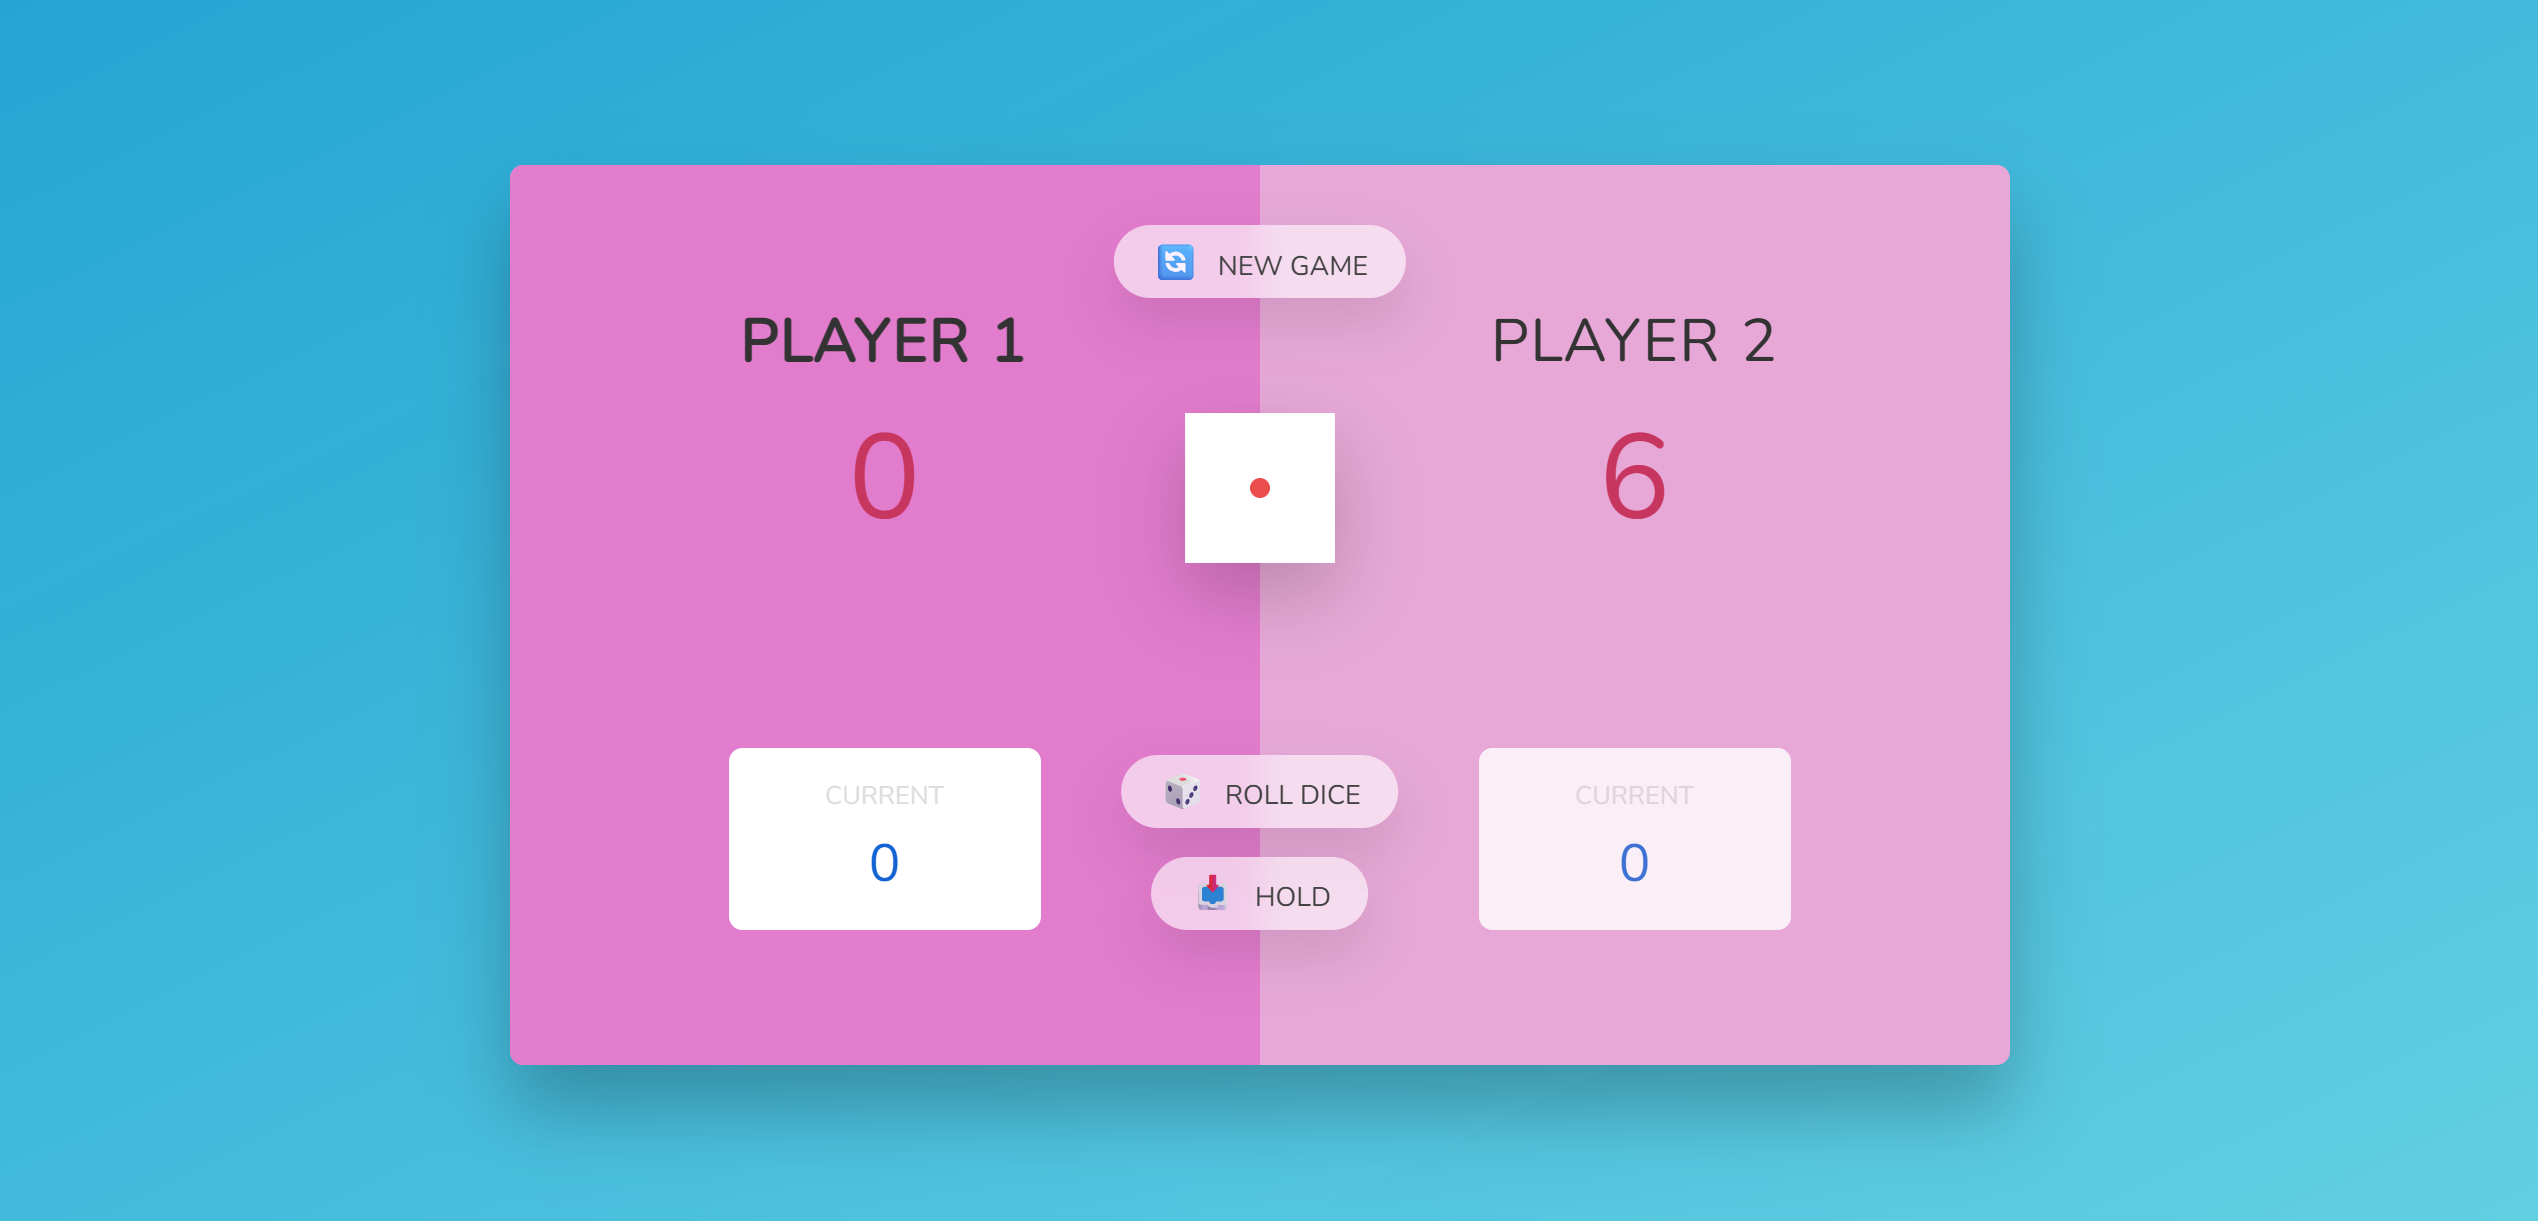 NEW GAME
PLAYER 1
0
PLAYER 2
6
CURRENT
0
ROLL DICE
HOLD
CURRENT
0